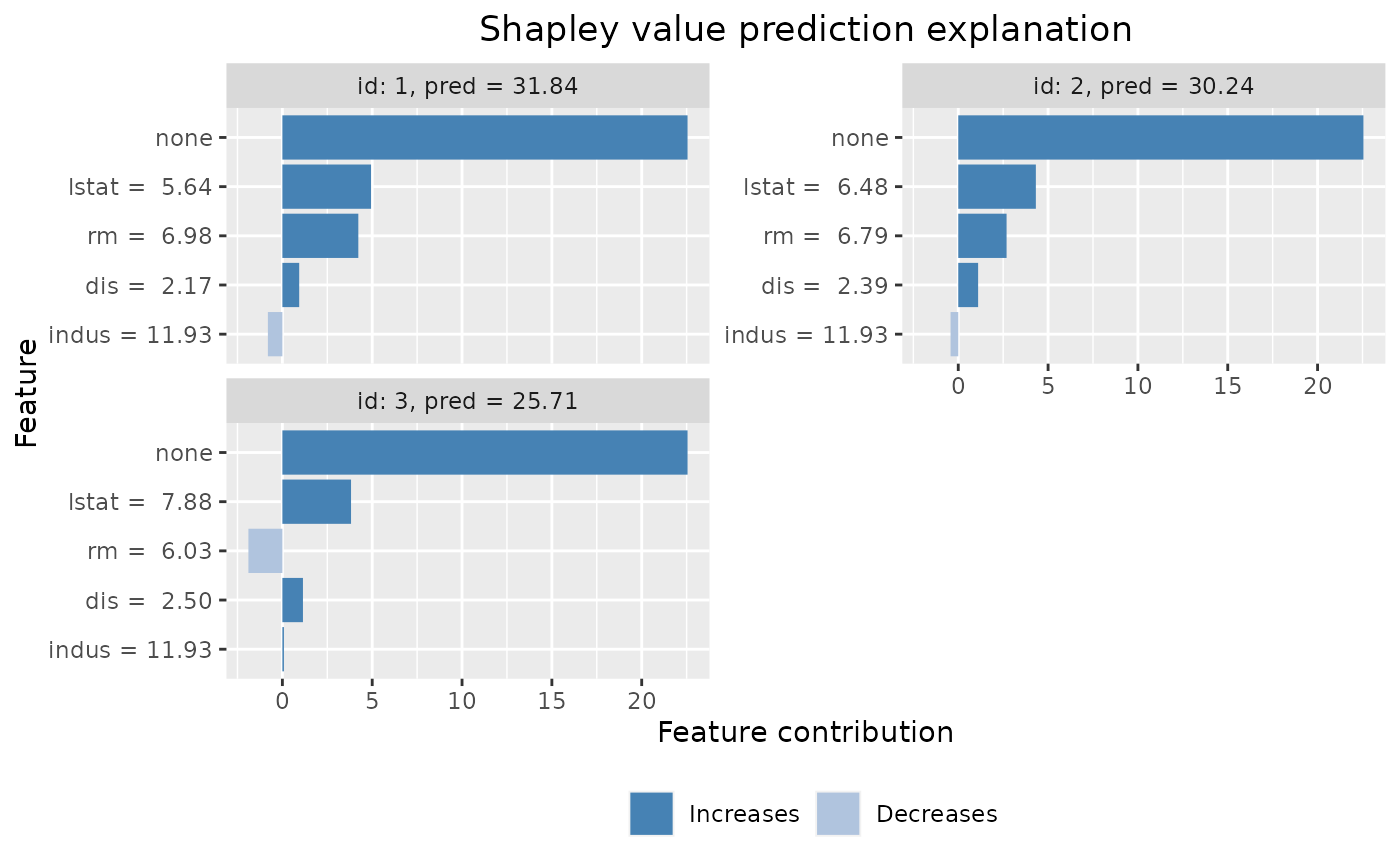 Shapley value prediction explanation
id: 1, pred = 31.84
none
lstat =  5.64
rm =  6.98
dis =  2.17
indus = 11.93
id: 2, pred = 30.24
none
lstat =  6.48
rm =  6.79
dis =  2.39
indus = 11.93
0 5 10 15 20
Feature
id: 3, pred = 25.71
none
lstat =  7.88
rm =  6.03
dis =  2.50
indus = 11.93
0 5 10 15 20
Feature contribution
Increases Decreases